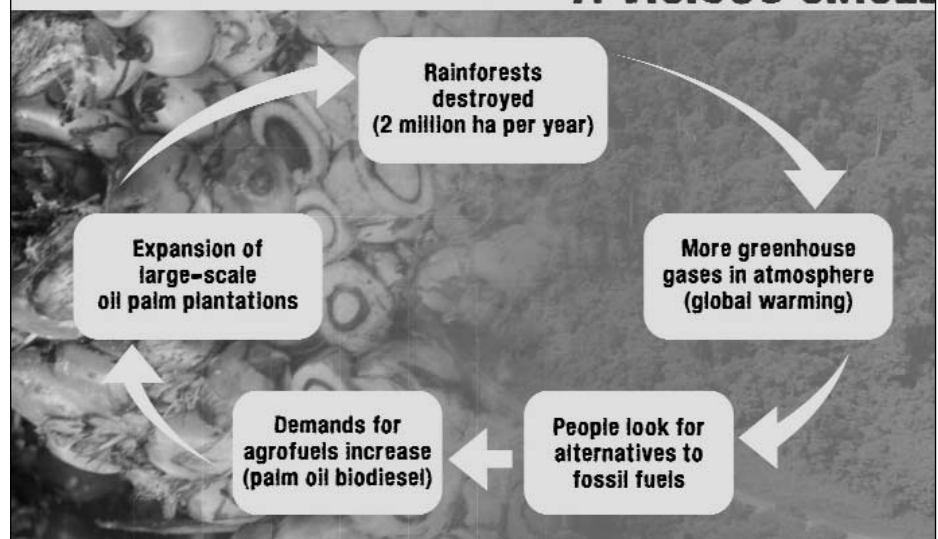 Rainforests
destroyed
(2 million ha per year)
More greenhouse
gases in atmosphere
(global warming)
People look for
alternatives to
fossil fuels
Demands for
agrofuels increase
(palm oil biodiesel)
Expansion of
large-scale
oil palm plantations